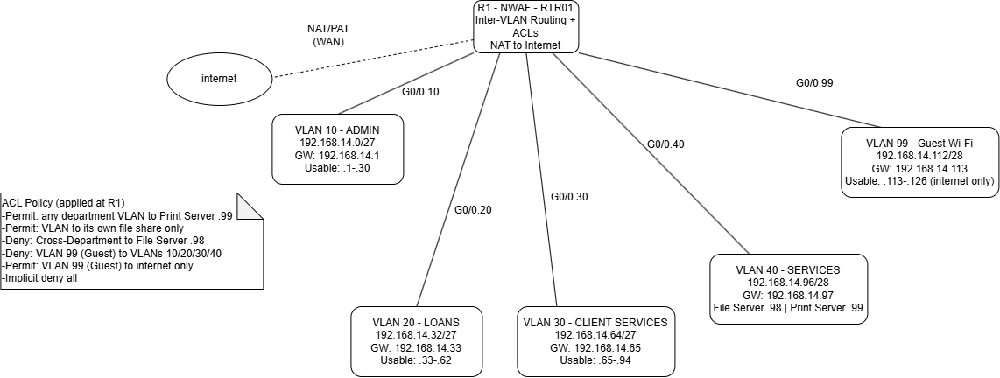 R1 - NWAF - RTR01
Inter-VLAN Routing +
ACLs
NAT to Internet
NAT/PAT
(WAN)
internet
G0/0.10
G0/0.99
VLAN 10 - ADMIN
192.168.14.0/27
GW: 192.168.14.1
Usable: .1-.30
G0/0.40
VLAN 99 - Guest Wi-Fi
192.168.14.112/28
GW: 192.168.14.113
Usable: .113-.126 (internet only)
G0/0.20
G0/0.30
ACL Policy (applied at R1)
-Permit: any department VLAN to Print Server .99
-Permit: VLAN to its own file share only
-Deny: Cross-Department to File Server .98
-Deny: VLAN 99 (Guest) to VLANs 10/20/30/40
-Permit: VLAN 99 (Guest) to internet only
-Implicit deny all
VLAN 40 - SERVICES
192.168.14.96/28
GW: 192.168.14.97
File Server .98 | Print Server .99
VLAN 20 - LOANS
192.168.14.32/27
GW: 192.168.14.33
Usable: .33-.62
VLAN 30 - CLIENT SERVICES
192.168.14.64/27
GW: 192.168.14.65
Usable: .65-.94